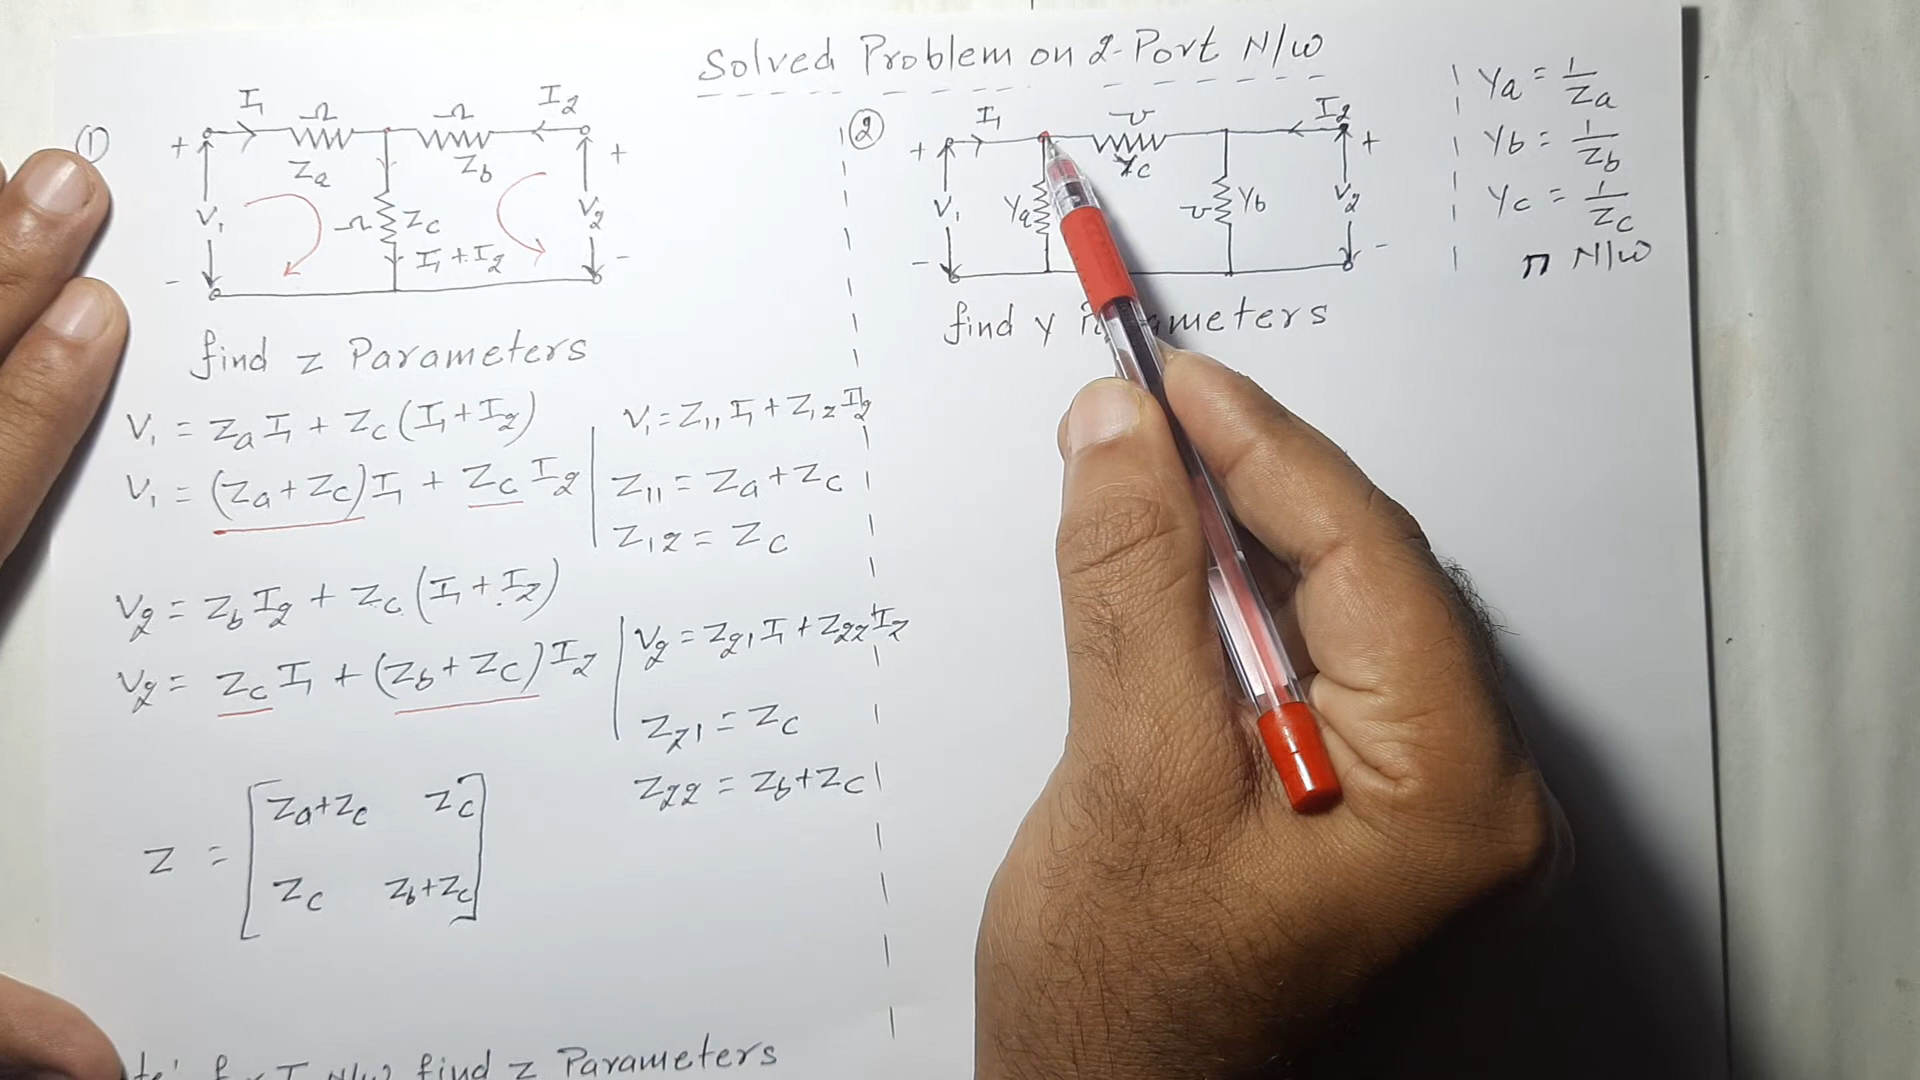 Solved Problem on 2-Port N/W
①
I₁ Ω Ω I₂
+ Za Zb +
V₁ Ω Zc V₂
- I₁+I₂ -
find z Parameters
V₁ = Za I₁ + Zc (I₁+I₂)
V₁ = (Za+Zc) I₁ + Zc I₂
V₁ = Z₁₁ I₁ + Z₁₂ I₂
Z₁₁ = Za + Zc
Z₁₂ = Zc
V₂ = Zb I₂ + Zc (I₁ + I₂)
V₂ = Zc I₁ + (Zb + Zc) I₂
V₂ = Z₂₁ I₁ + Z₂₂ I₂
Z₂₁ = Zc
Z₂₂ = Zb+Zc
Z = [Za+Zc Zc
Zc Zb+Zc]
find z Parameters
②
I₁ ℧ I₂
+ Yc +
V₁ Ya ℧ Yb V₂
- -
find y
Ya = 1/Za
Yb = 1/Zb
Yc = 1/Zc
π N/W